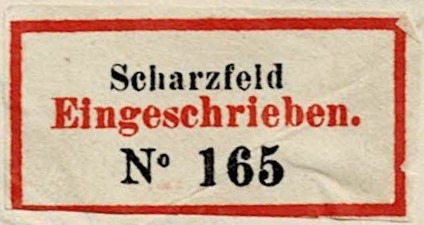 Scharzfeld
Eingeschrieben.
No 165